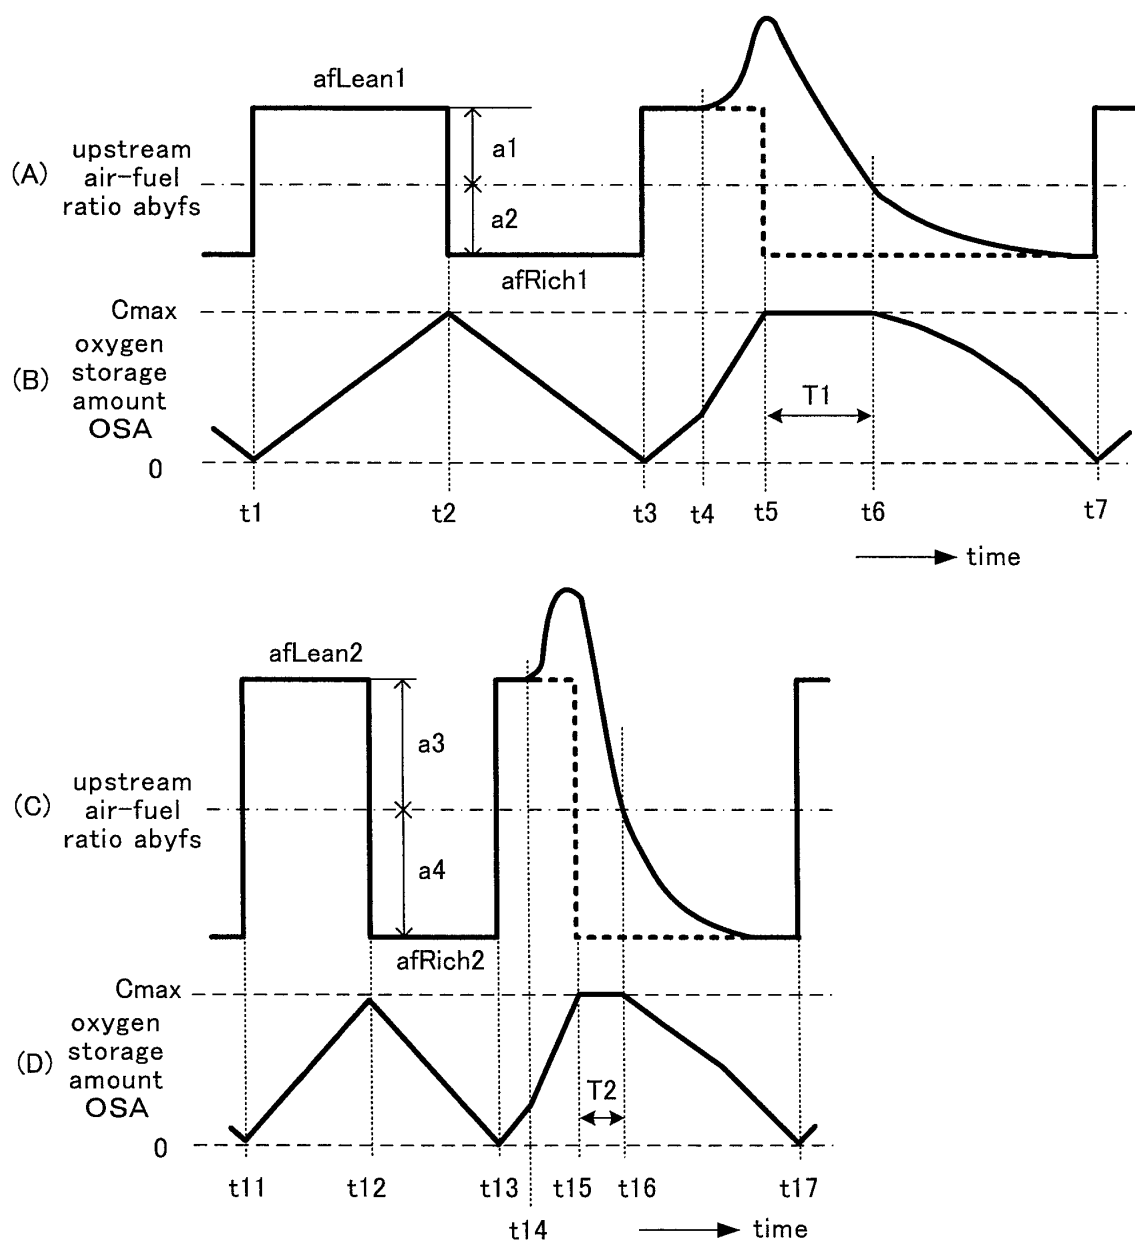 afLean1
(A)
upstream
air-fuel
ratio abyfs
a1
a2
afRich1
Cmax
(B)
oxygen
storage
amount
OSA
T1
0
t1
t2
t3
t4
t5
t6
t7
time
afLean2
(C)
upstream
air-fuel
ratio abyfs
a3
a4
afRich2
Cmax
(D)
oxygen
storage
amount
OSA
T2
0
t11
t12
t13
t14
t15
t16
t17
time